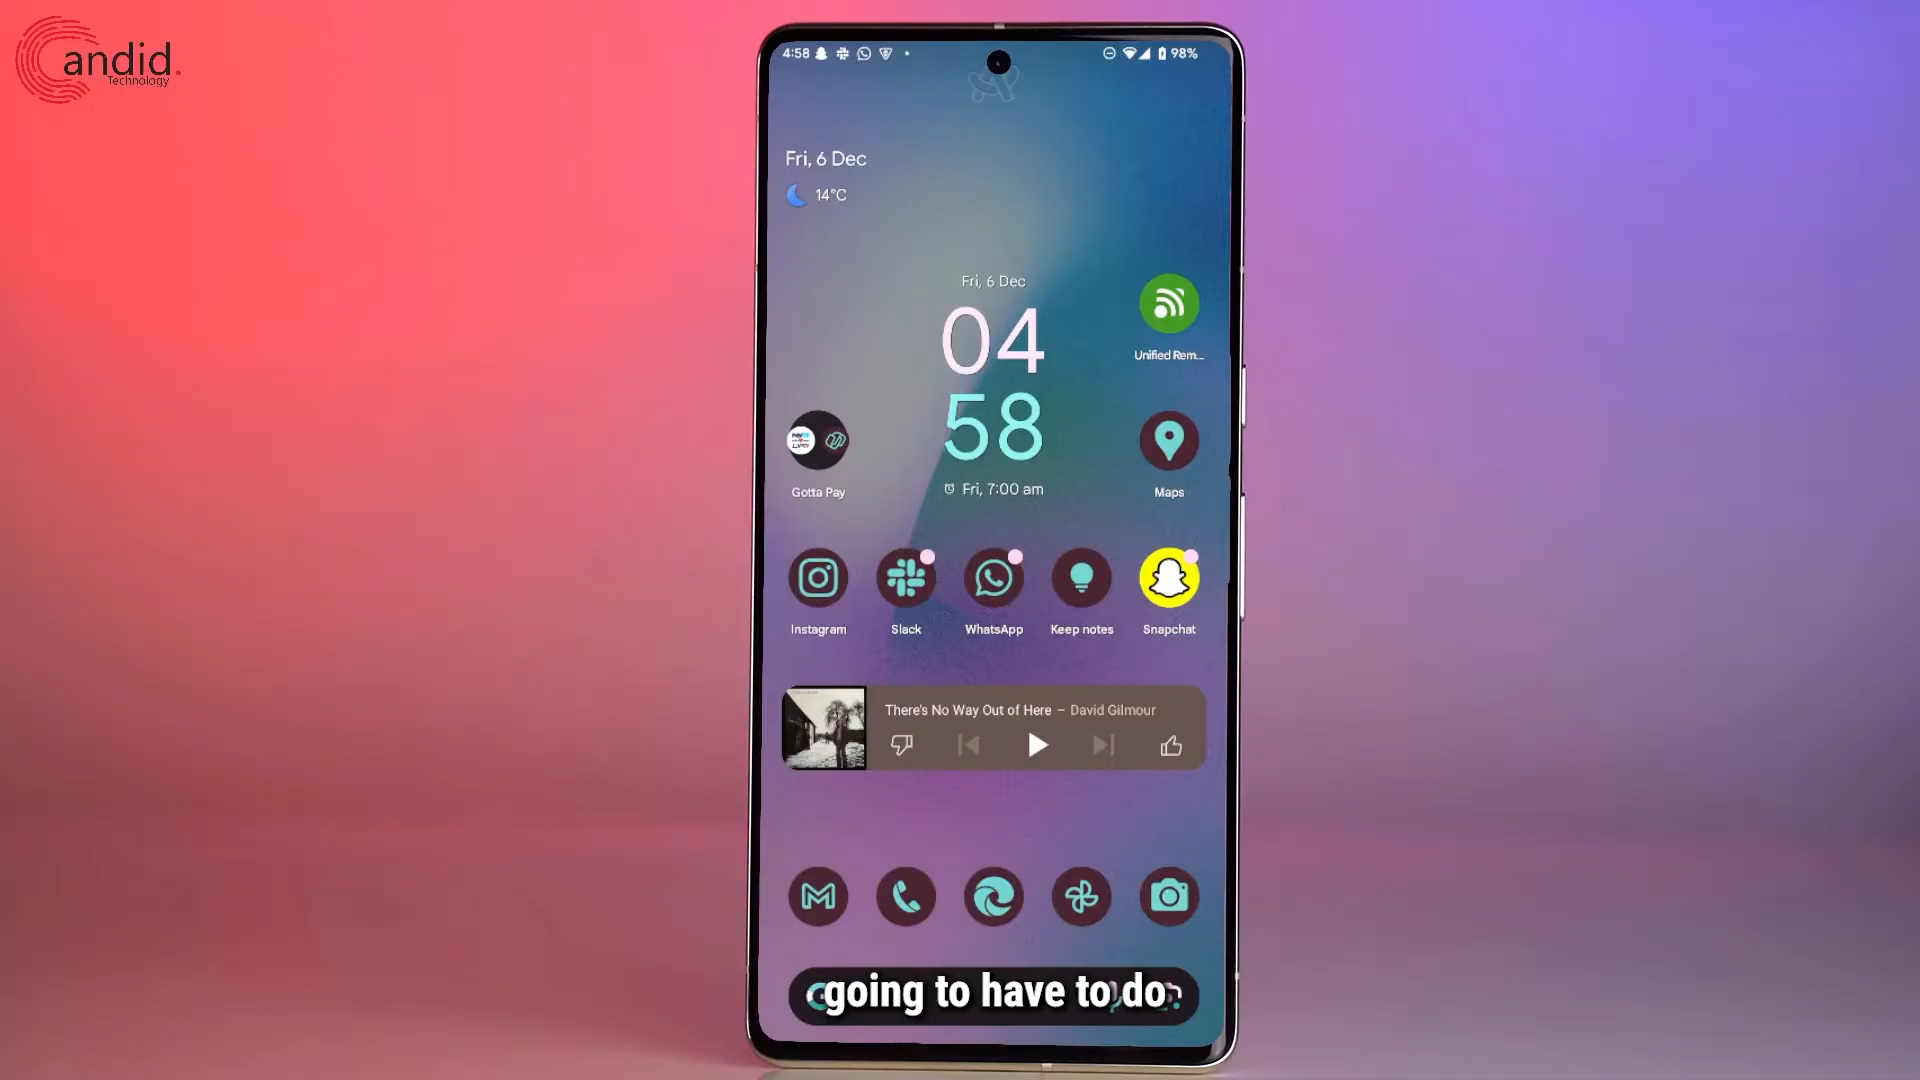 Candid.
Technology
4:58
98%
Fri, 6 Dec
14°C
Fri, 6 Dec
04
58
Fri, 7:00 am
Unified Rem...
Gotta Pay
Maps
Instagram
Slack
WhatsApp
Keep notes
Snapchat
There's No Way Out of Here – David Gilmour
going to have to do